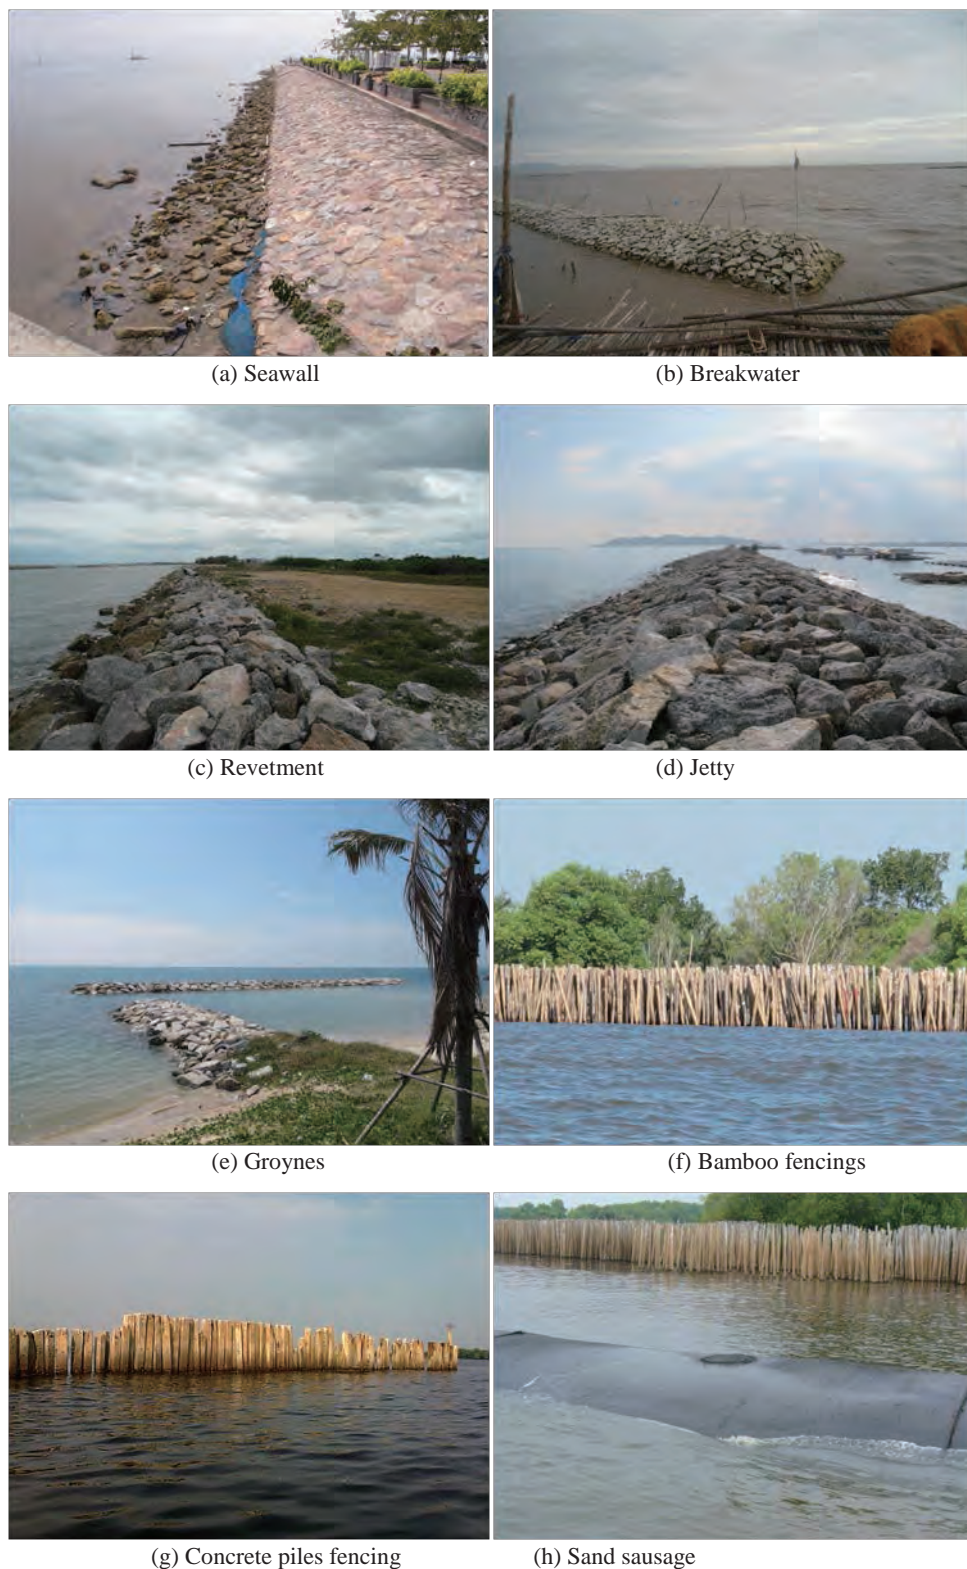 (a) Seawall
(b) Breakwater
(c) Revetment
(d) Jetty
(e) Groynes
(f) Bamboo fencings
(g) Concrete piles fencing
(h) Sand sausage